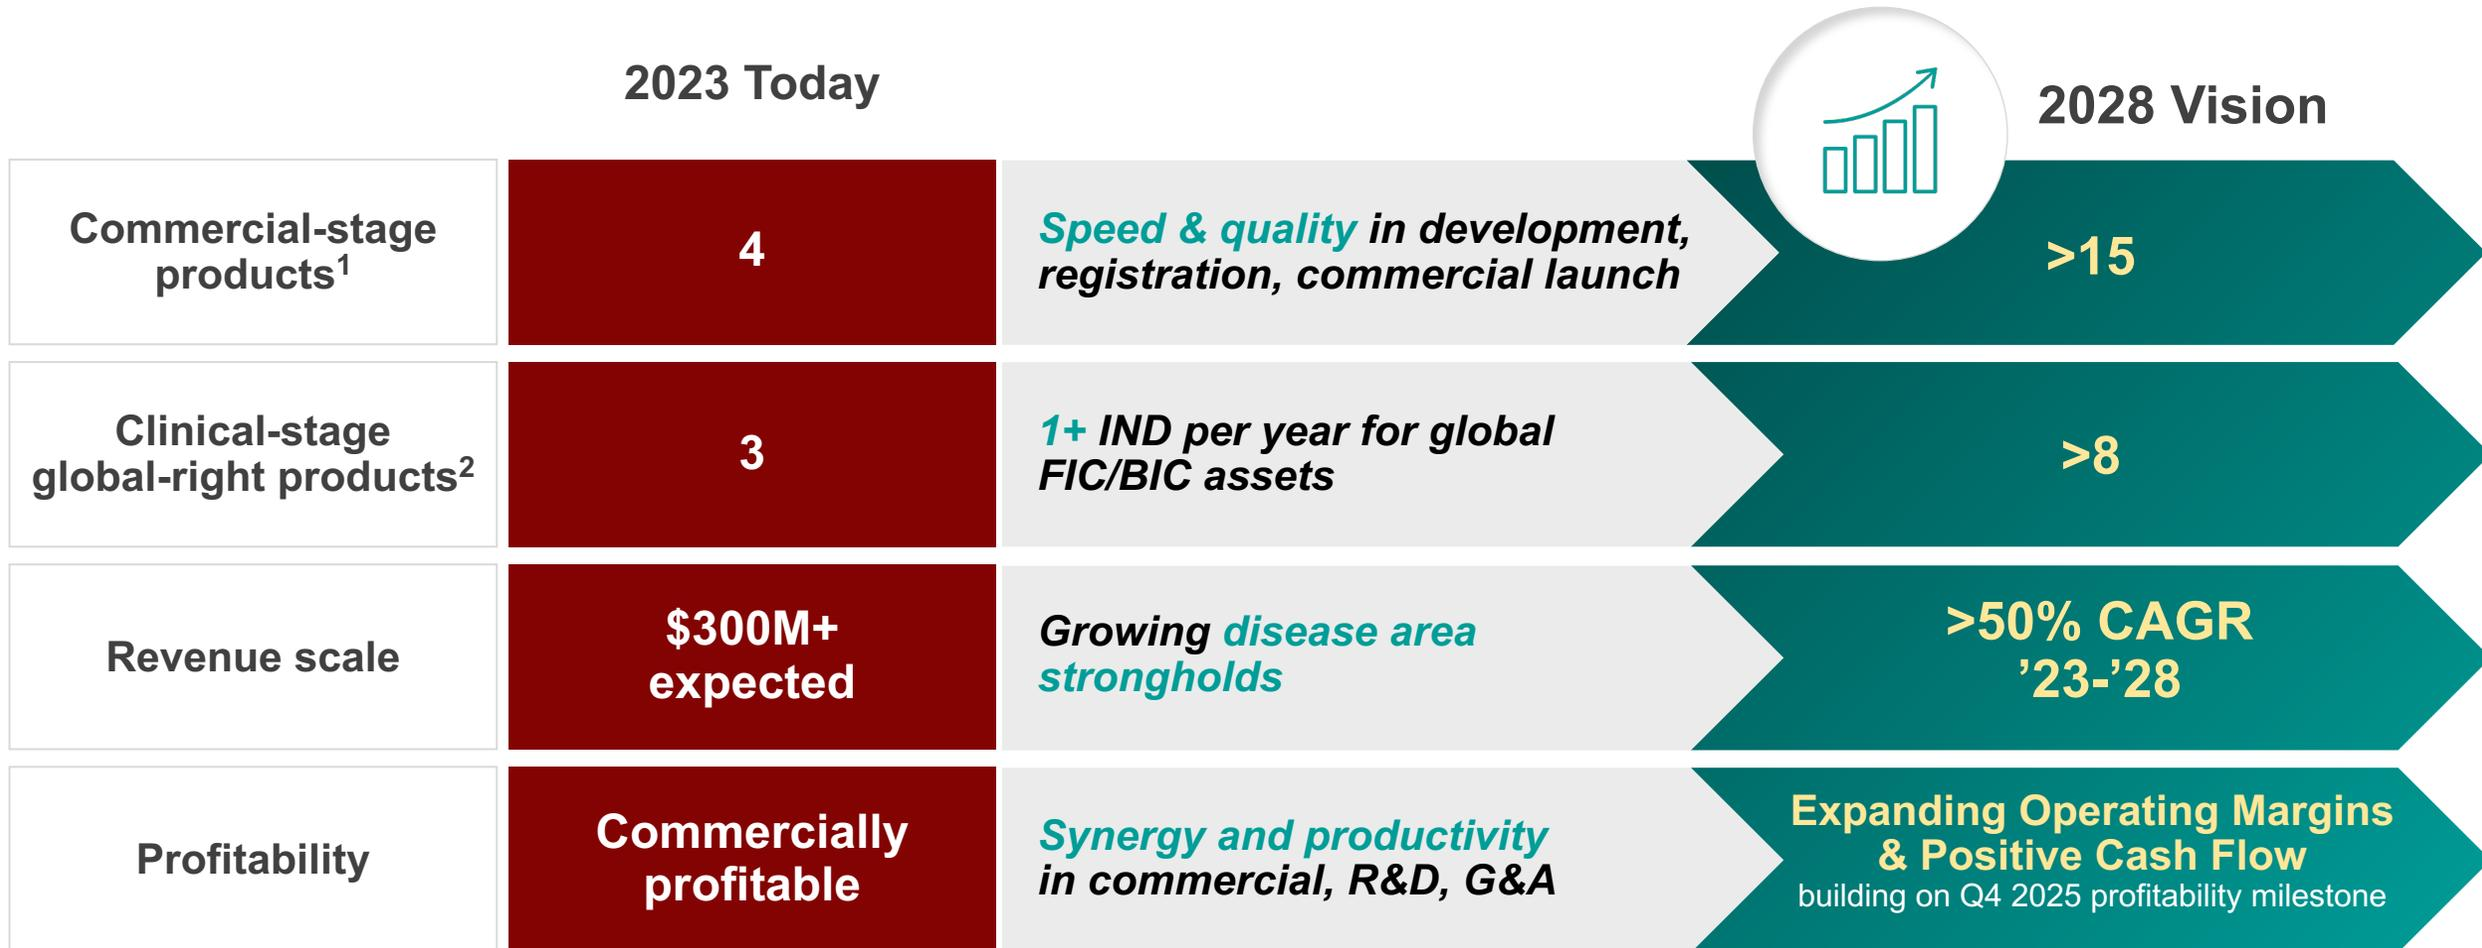 2023 Today
2028 Vision
Commercial-stage
products¹
4
Speed & quality in development,
registration, commercial launch
>15
Clinical-stage
global-right products²
3
1+ IND per year for global
FIC/BIC assets
>8
Revenue scale
$300M+
expected
Growing disease area
strongholds
>50% CAGR
’23-’28
Profitability
Commercially
profitable
Synergy and productivity
in commercial, R&D, G&A
Expanding Operating Margins
& Positive Cash Flow
building on Q4 2025 profitability milestone